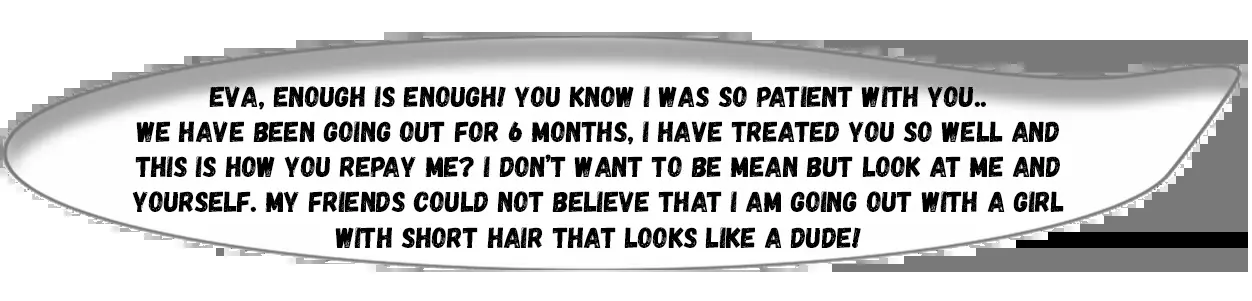 EVA, ENOUGH IS ENOUGH! YOU KNOW I WAS SO PATIENT WITH YOU..
WE HAVE BEEN GOING OUT FOR 6 MONTHS, I HAVE TREATED YOU SO WELL AND
THIS IS HOW YOU REPAY ME? I DON'T WANT TO BE MEAN BUT LOOK AT ME AND
YOURSELF. MY FRIENDS COULD NOT BELIEVE THAT I AM GOING OUT WITH A GIRL
WITH SHORT HAIR THAT LOOKS LIKE A DUDE!